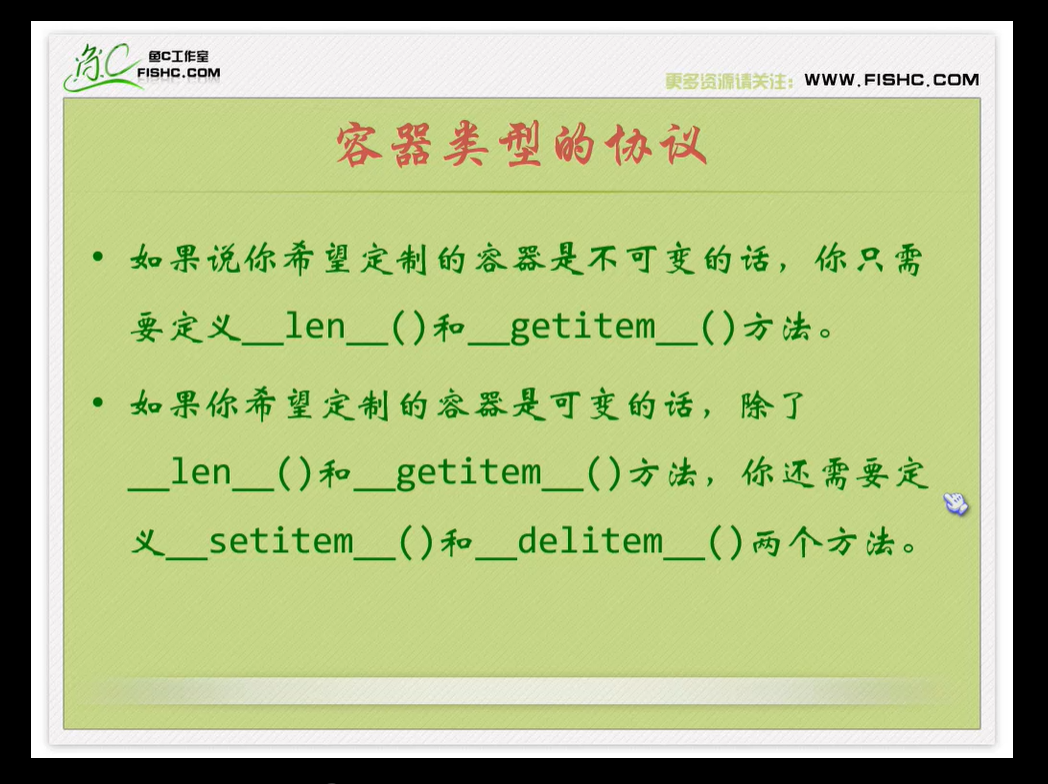 鱼C工作室
FISHC.COM
更多资源请关注：WWW.FISHC.COM
容器类型的协议
• 如果说你希望定制的容器是不可变的话，你只需
要定义__len__()和__getitem__()方法。
• 如果你希望定制的容器是可变的话，除了
__len__()和__getitem__()方法，你还需要定
义__setitem__()和__delitem__()两个方法。